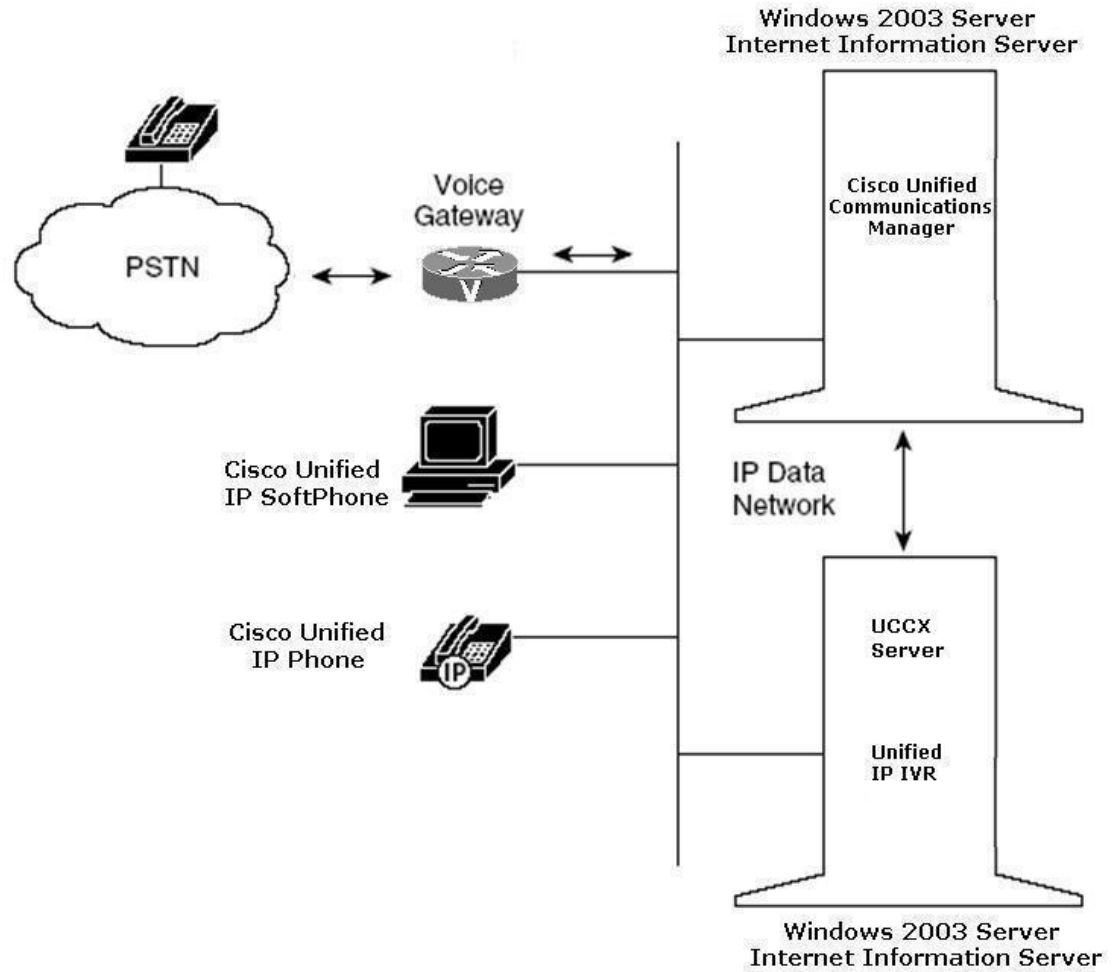 Windows 2003 Server
Internet Information Server
Cisco Unified
Communications
Manager
Voice
Gateway
PSTN
V
Cisco Unified
IP SoftPhone
IP Data
Network
Cisco Unified
IP Phone
IP
UCCX
Server
Unified
IP IVR
Windows 2003 Server
Internet Information Server